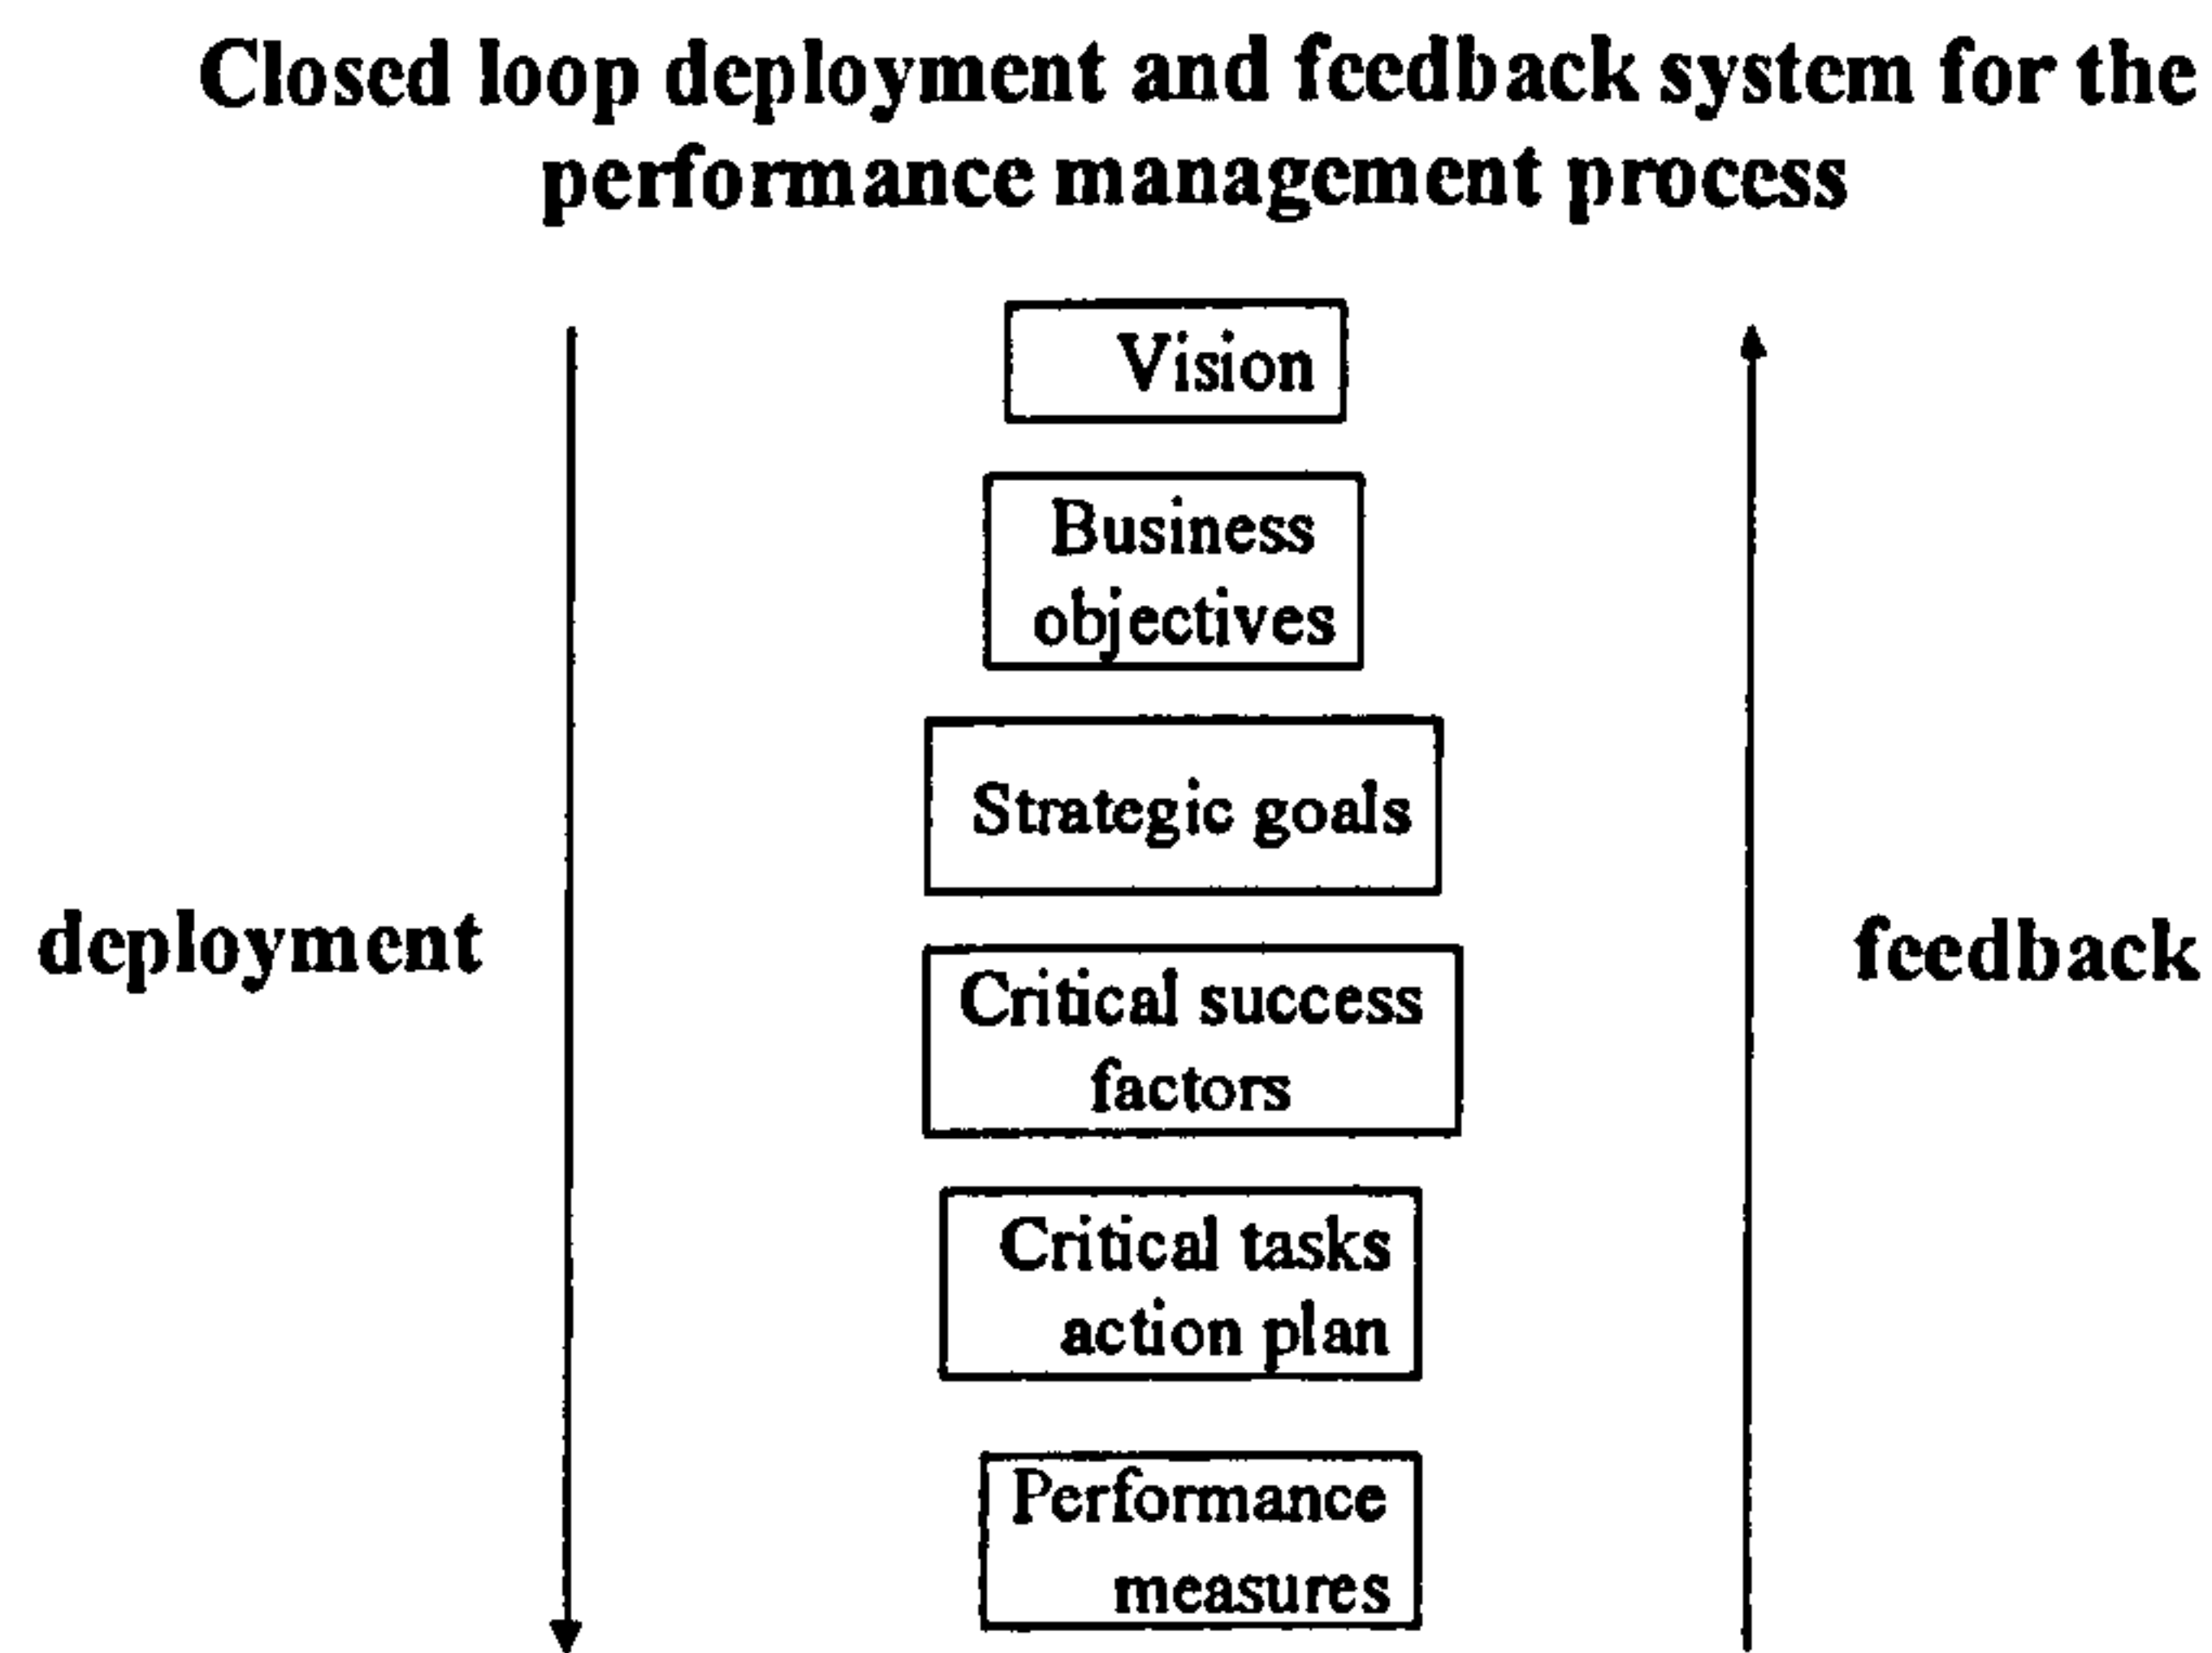 Closed loop deployment and feedback system for the
performance management process
Vision
Business
objectives
Strategic goals
deployment
feedback
Critical success
factors
Critical tasks
action plan
Performance
measures